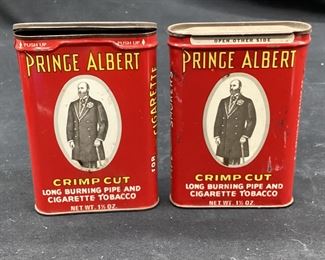 PUSH UP
PUSH UP
PRINCE ALBERT
CRIMP CUT
LONG BURNING PIPE AND
CIGARETTE TOBACCO
NET WT. 1½ OZ.
FOR
CIGARETTE
OPEN OTHER SIDE
PRINCE ALBERT
CRIMP CUT
LONG BURNING PIPE AND
CIGARETTE TOBACCO
NET WT. 1½ OZ.